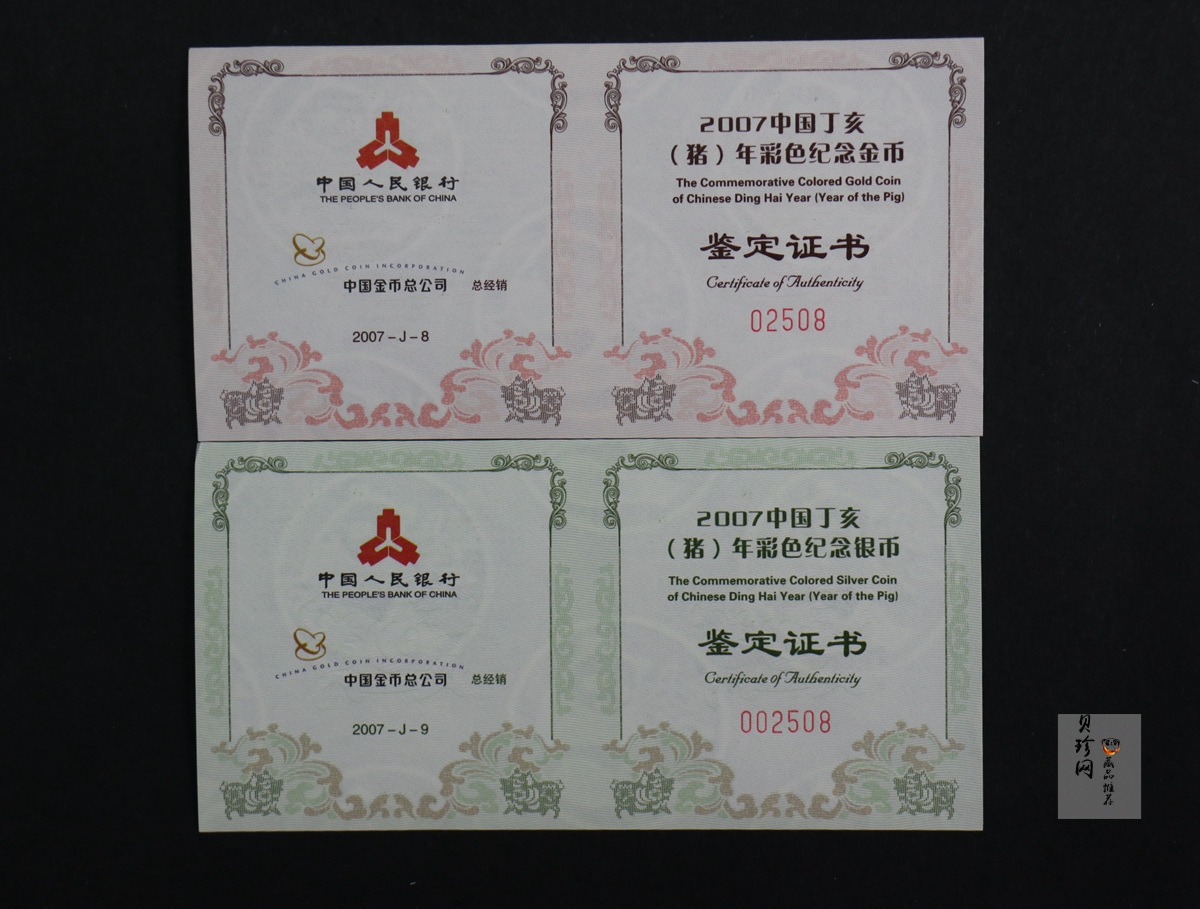 中国人民银行
THE PEOPLE'S BANK OF CHINA
CHINA GOLD COIN INCORPORATION
中国金币总公司 总经销
2007-J-8
2007中国丁亥
(猪)年彩色纪念金币
The Commemorative Colored Gold Coin
of Chinese Ding Hai Year (Year of the Pig)
鉴定证书
Certificate of Authenticity
02508
中国人民银行
THE PEOPLE'S BANK OF CHINA
CHINA GOLD COIN INCORPORATION
中国金币总公司 总经销
2007-J-9
2007中国丁亥
(猪)年彩色纪念银币
The Commemorative Colored Silver Coin
of Chinese Ding Hai Year (Year of the Pig)
鉴定证书
Certificate of Authenticity
002508
贝珍网
藏品推荐